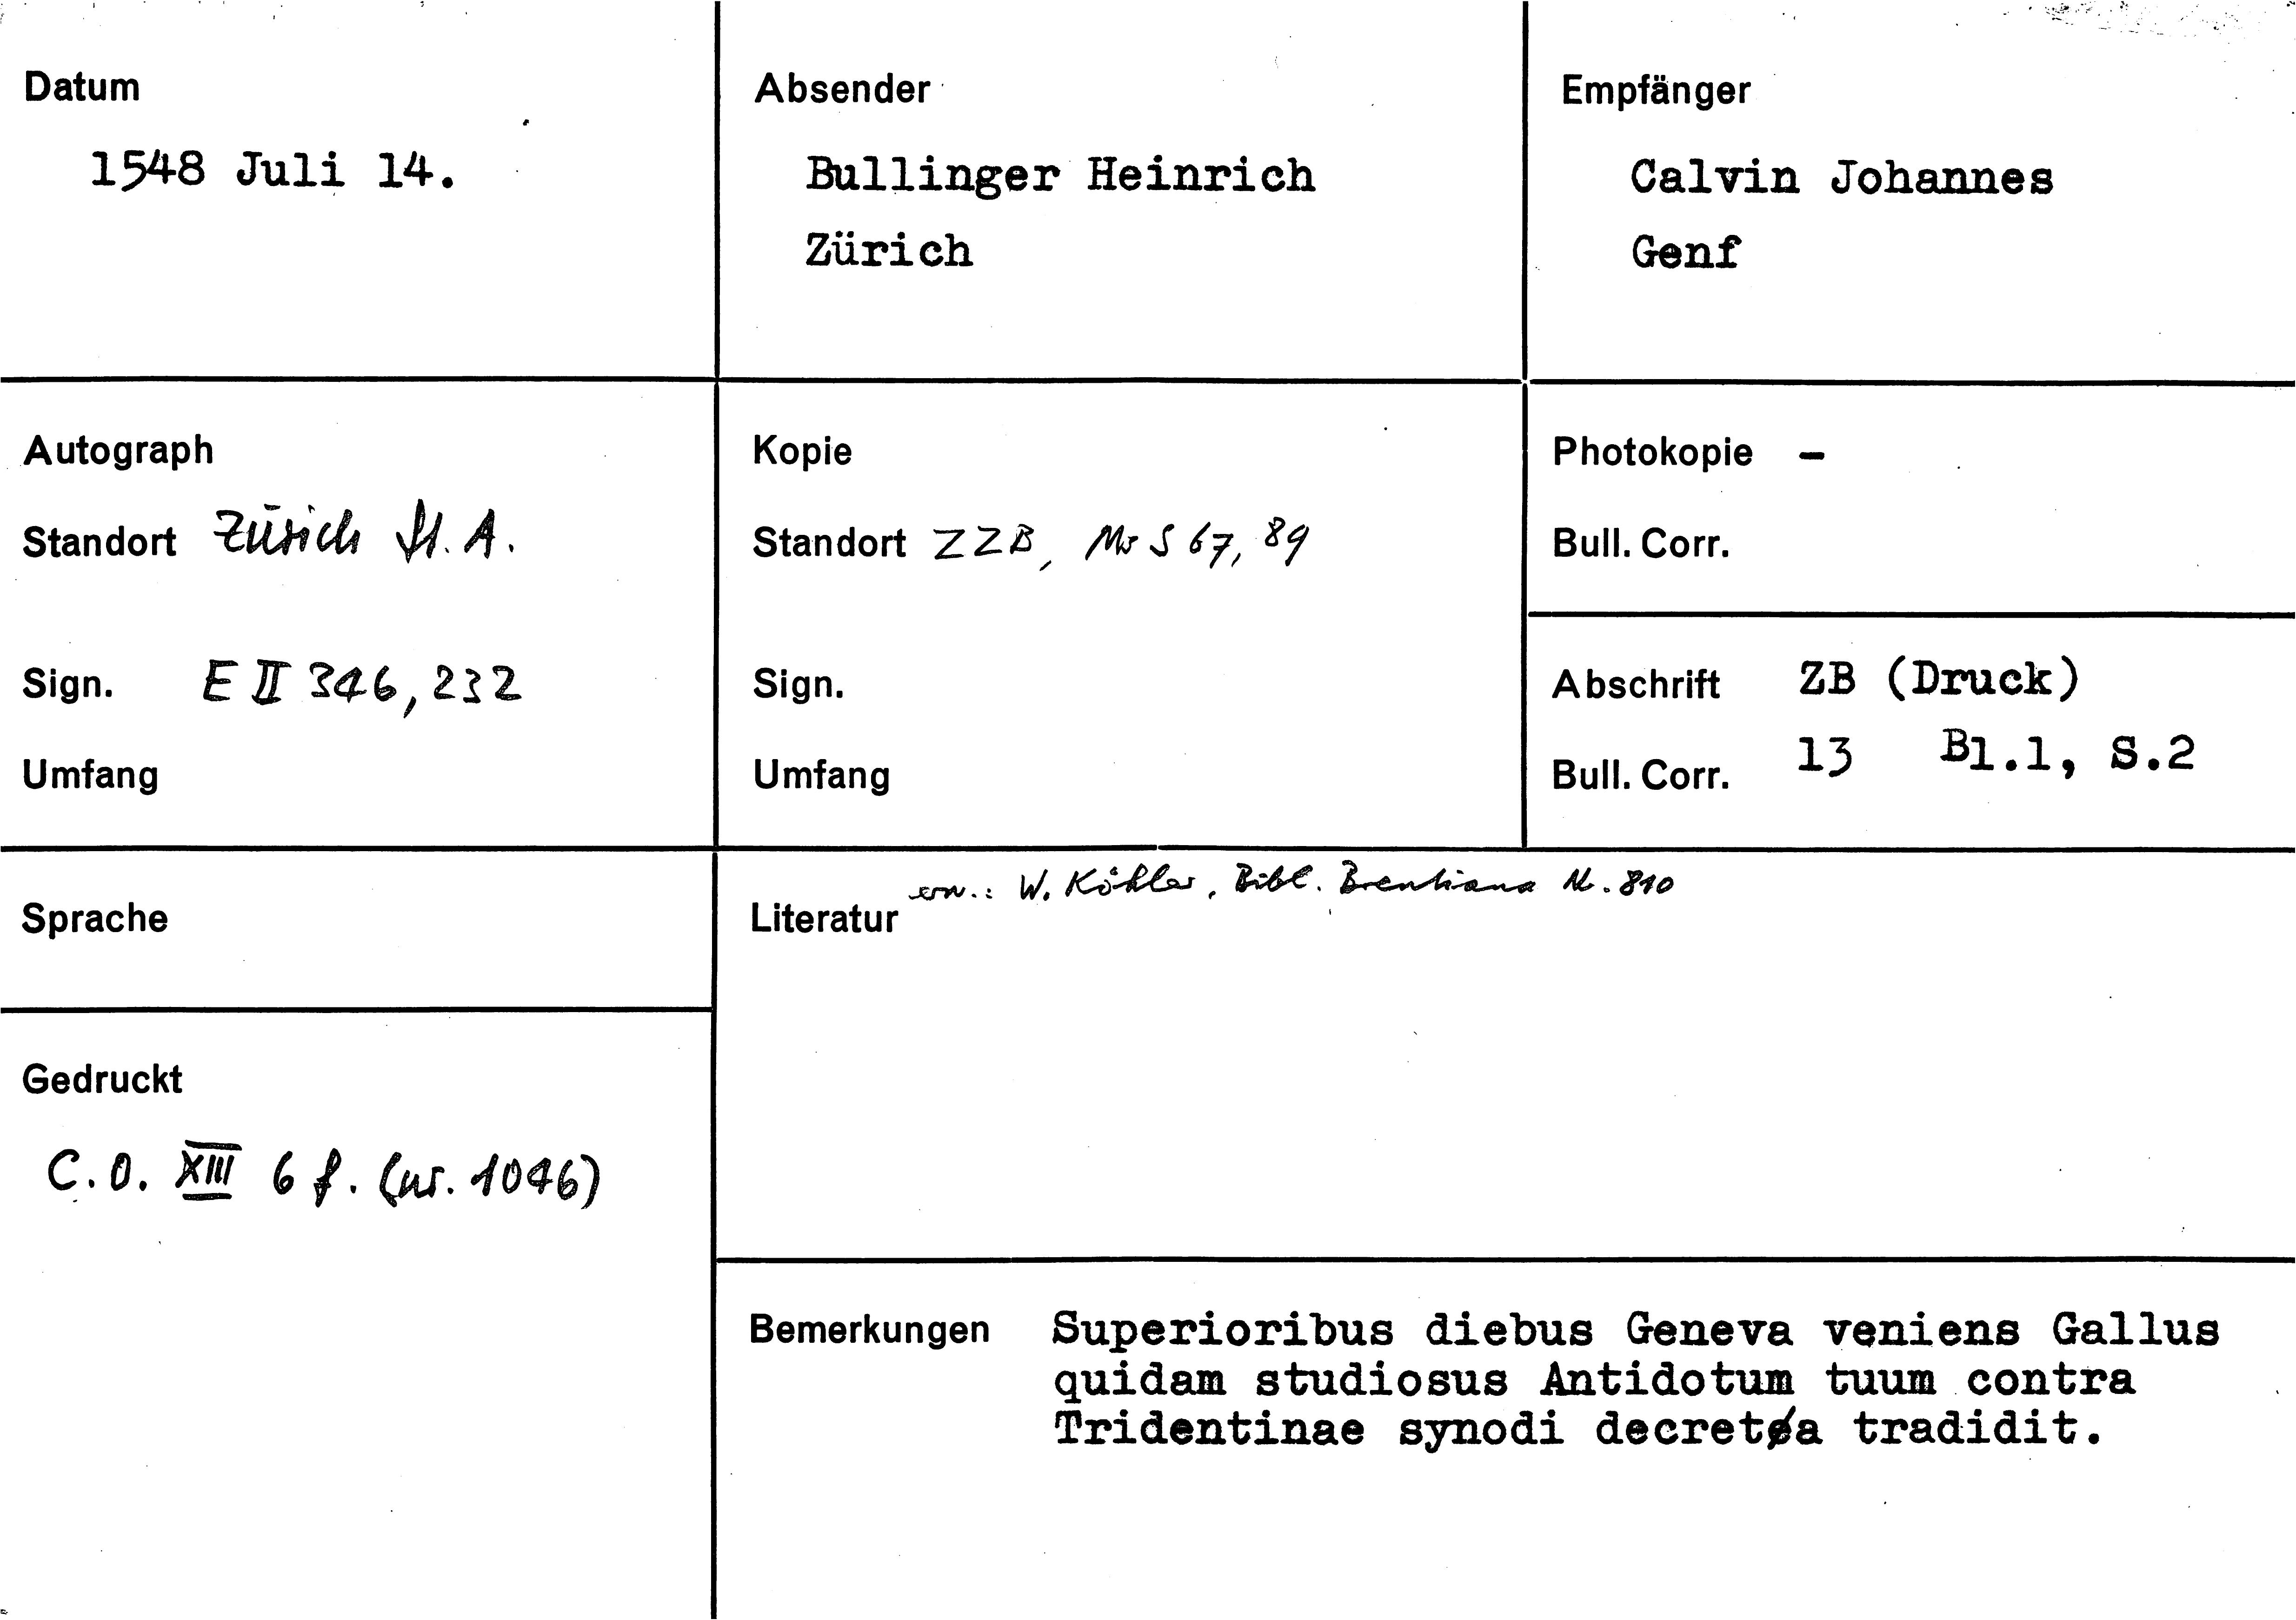 Datum
1548 Juli 14.
Absender
Bullinger Heinrich
Zürich
Empfänger
Calvin Johannes
Genf
Autograph
Standort Zürich St. A.
Sign. E II 346, 232
Umfang
Kopie
Standort ZZB, Ms S 67, 89
Sign.
Umfang
Photokopie –
Bull. Corr.
Abschrift ZB (Druck)
Bull. Corr. 13 Bl.1, S.2
Sprache
Gedruckt
C.O. XIII 6 f. (nr. 1046)
Literatur erw.: W. Köhler, Bibl. Brentiana Nr. 810
Bemerkungen Superioribus diebus Geneva veniens Gallus
quidam studiosus Antidotum tuum contra
Tridentinae synodi decreta tradidit.